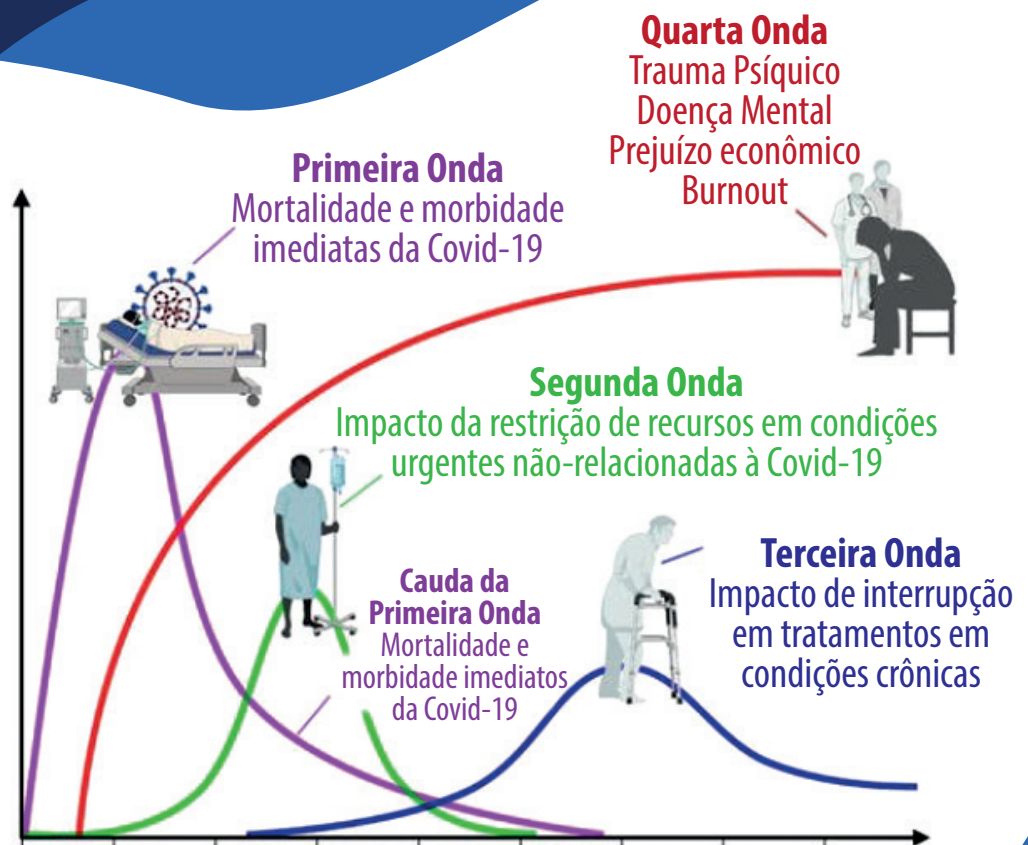 Quarta Onda
Trauma Psíquico
Doença Mental
Prejuízo econômico
Burnout
Primeira Onda
Mortalidade e morbidade
imediatas da Covid-19
Segunda Onda
Impacto da restrição de recursos em condições
urgentes não-relacionadas à Covid-19
Cauda da
Primeira Onda
Mortalidade e
morbidade imediatos
da Covid-19
Terceira Onda
Impacto de interrupção
em tratamentos em
condições crônicas